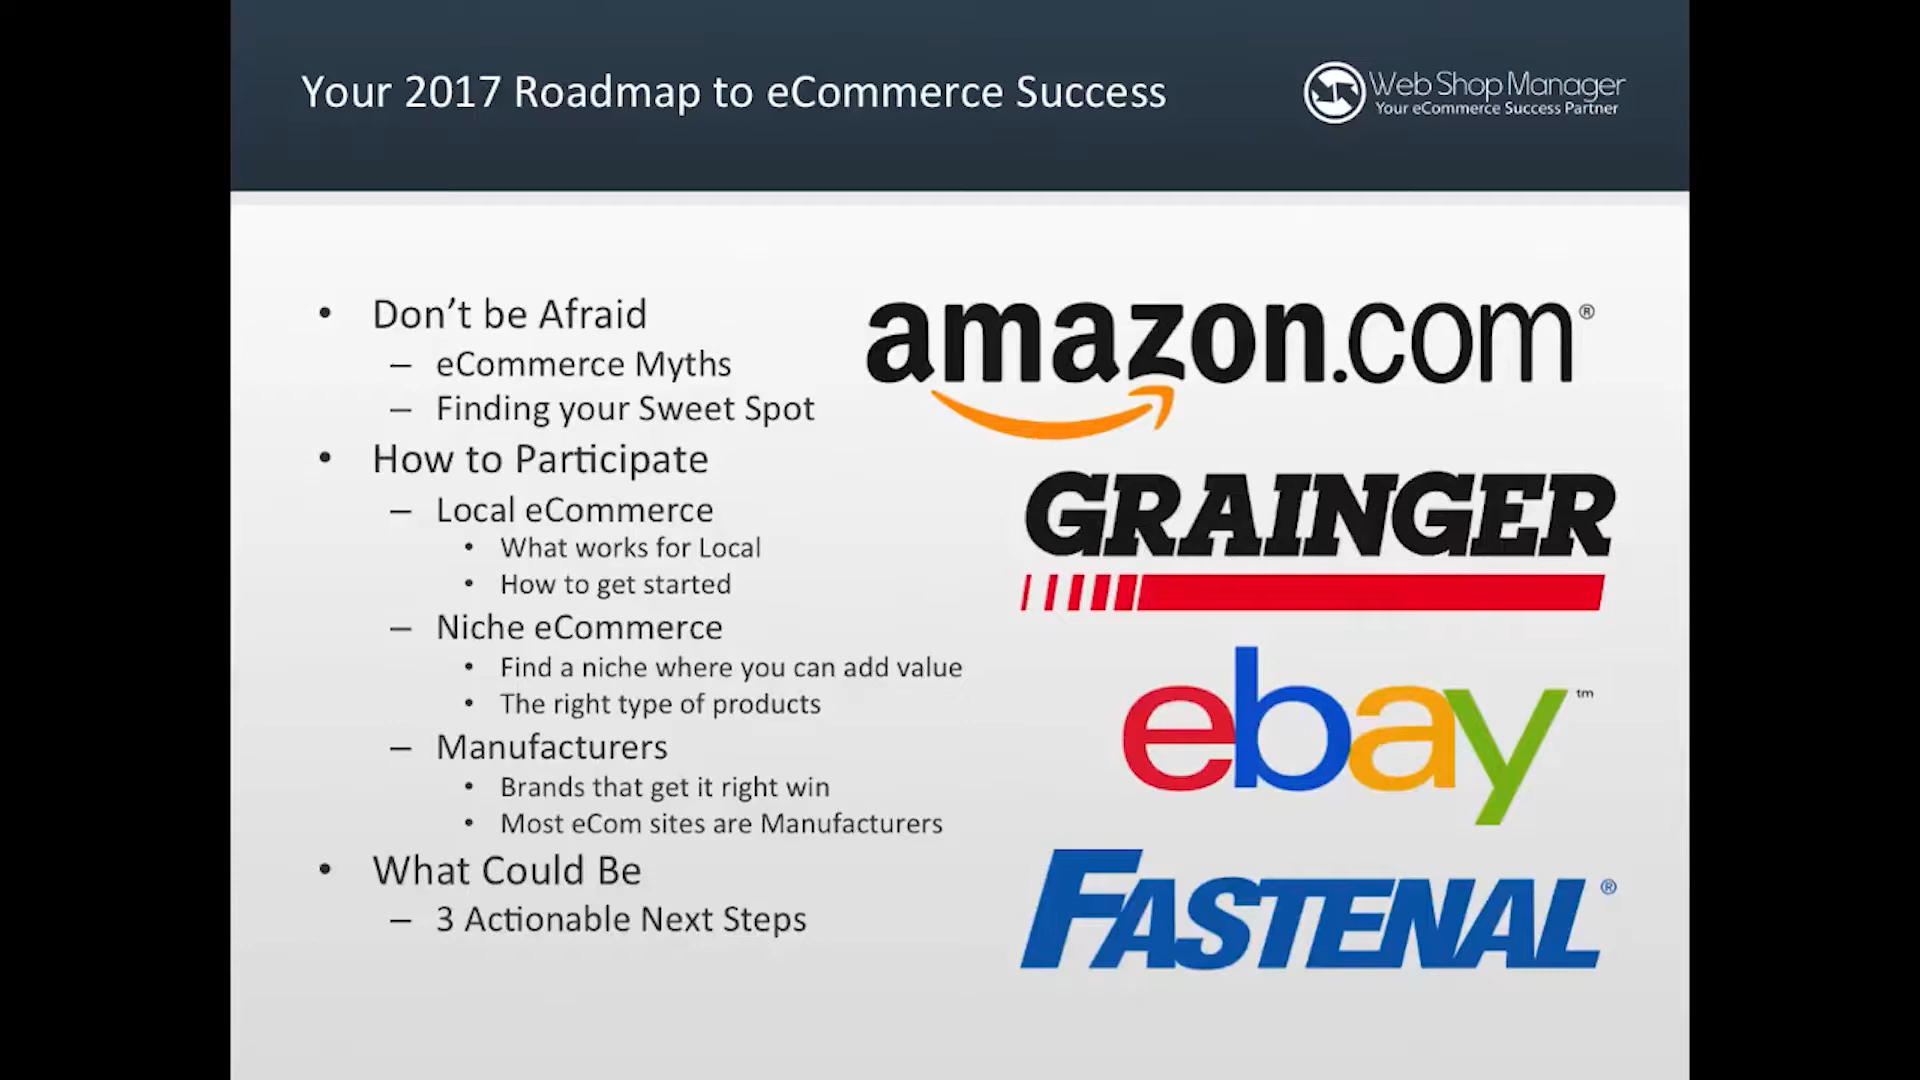 Your 2017 Roadmap to eCommerce Success
Web Shop Manager
Your eCommerce Success Partner
• Don’t be Afraid
– eCommerce Myths
– Finding your Sweet Spot
• How to Participate
– Local eCommerce
• What works for Local
• How to get started
– Niche eCommerce
• Find a niche where you can add value
• The right type of products
– Manufacturers
• Brands that get it right win
• Most eCom sites are Manufacturers
• What Could Be
– 3 Actionable Next Steps
amazon.com®
GRAINGER
ebay™
FASTENAL®